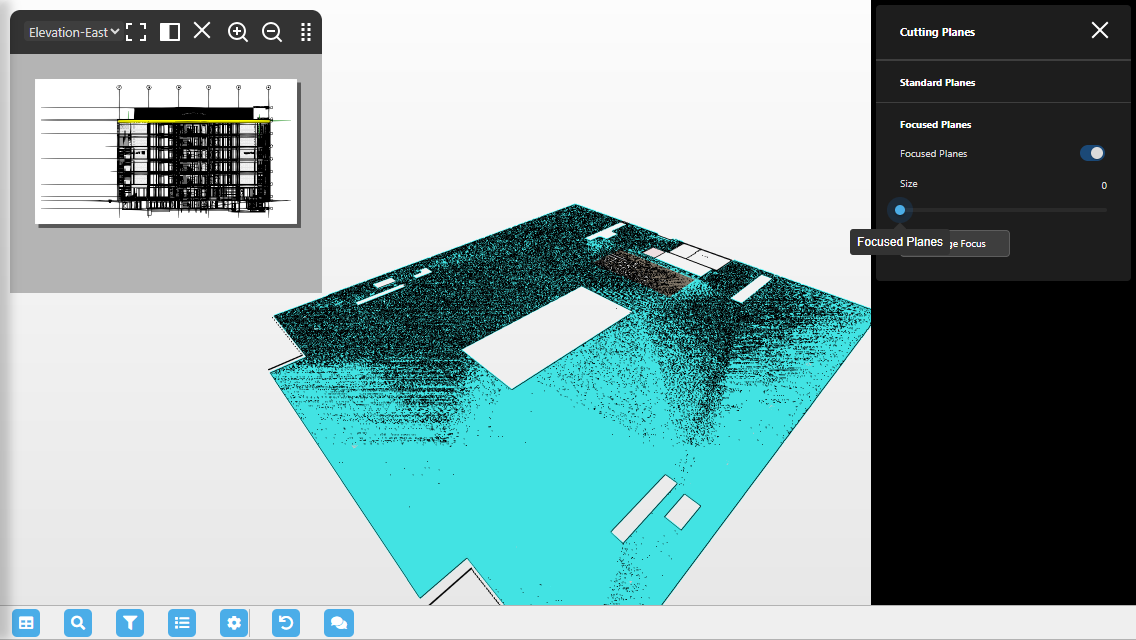 Elevation-East
Cutting Planes
Standard Planes
Focused Planes
Focused Planes
Size
0
Focused Planes
ge Focus